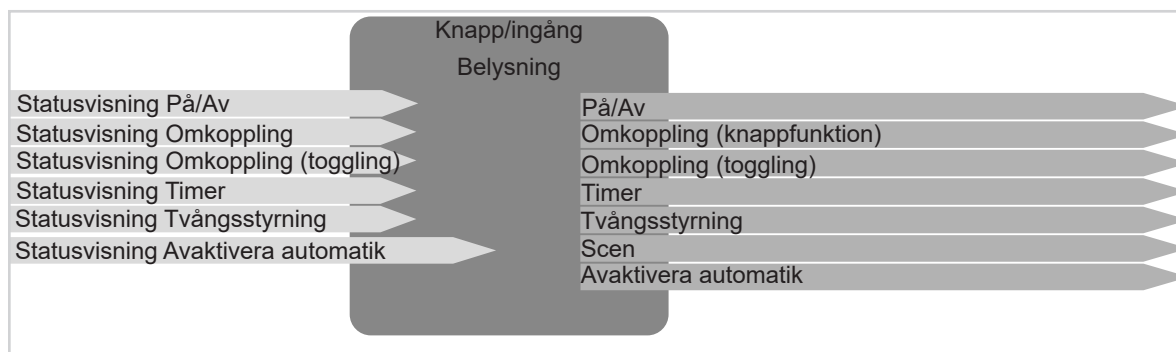 Knapp/ingång
Belysning
Statusvisning På/Av
Statusvisning Omkoppling
Statusvisning Omkoppling (toggling)
Statusvisning Timer
Statusvisning Tvångsstyrning
Statusvisning Avaktivera automatik
På/Av
Omkoppling (knappfunktion)
Omkoppling (toggling)
Timer
Tvångsstyrning
Scen
Avaktivera automatik